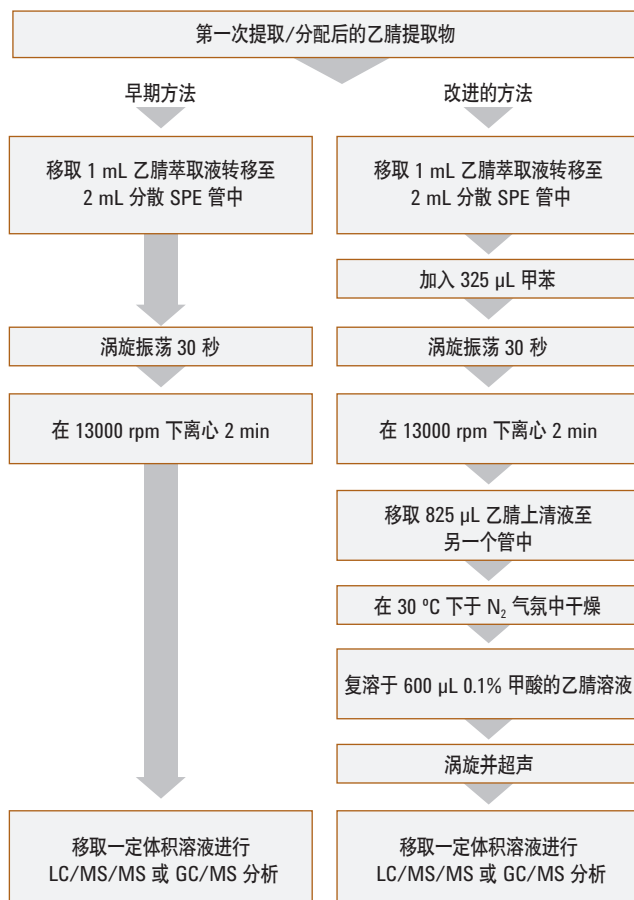 第一次提取/分配后的乙腈提取物
早期方法
移取 1 mL 乙腈萃取液转移至
2 mL 分散 SPE 管中
涡旋振荡 30 秒
在 13000 rpm 下离心 2 min
移取一定体积溶液进行
LC/MS/MS 或 GC/MS 分析
改进的方法
移取 1 mL 乙腈萃取液转移至
2 mL 分散 SPE 管中
加入 325 µL 甲苯
涡旋振荡 30 秒
在 13000 rpm 下离心 2 min
移取 825 µL 乙腈上清液至
另一个管中
在 30 ºC 下于 N₂ 气氛中干燥
复溶于 600 µL 0.1% 甲酸的乙腈溶液
涡旋并超声
移取一定体积溶液进行
LC/MS/MS 或 GC/MS 分析